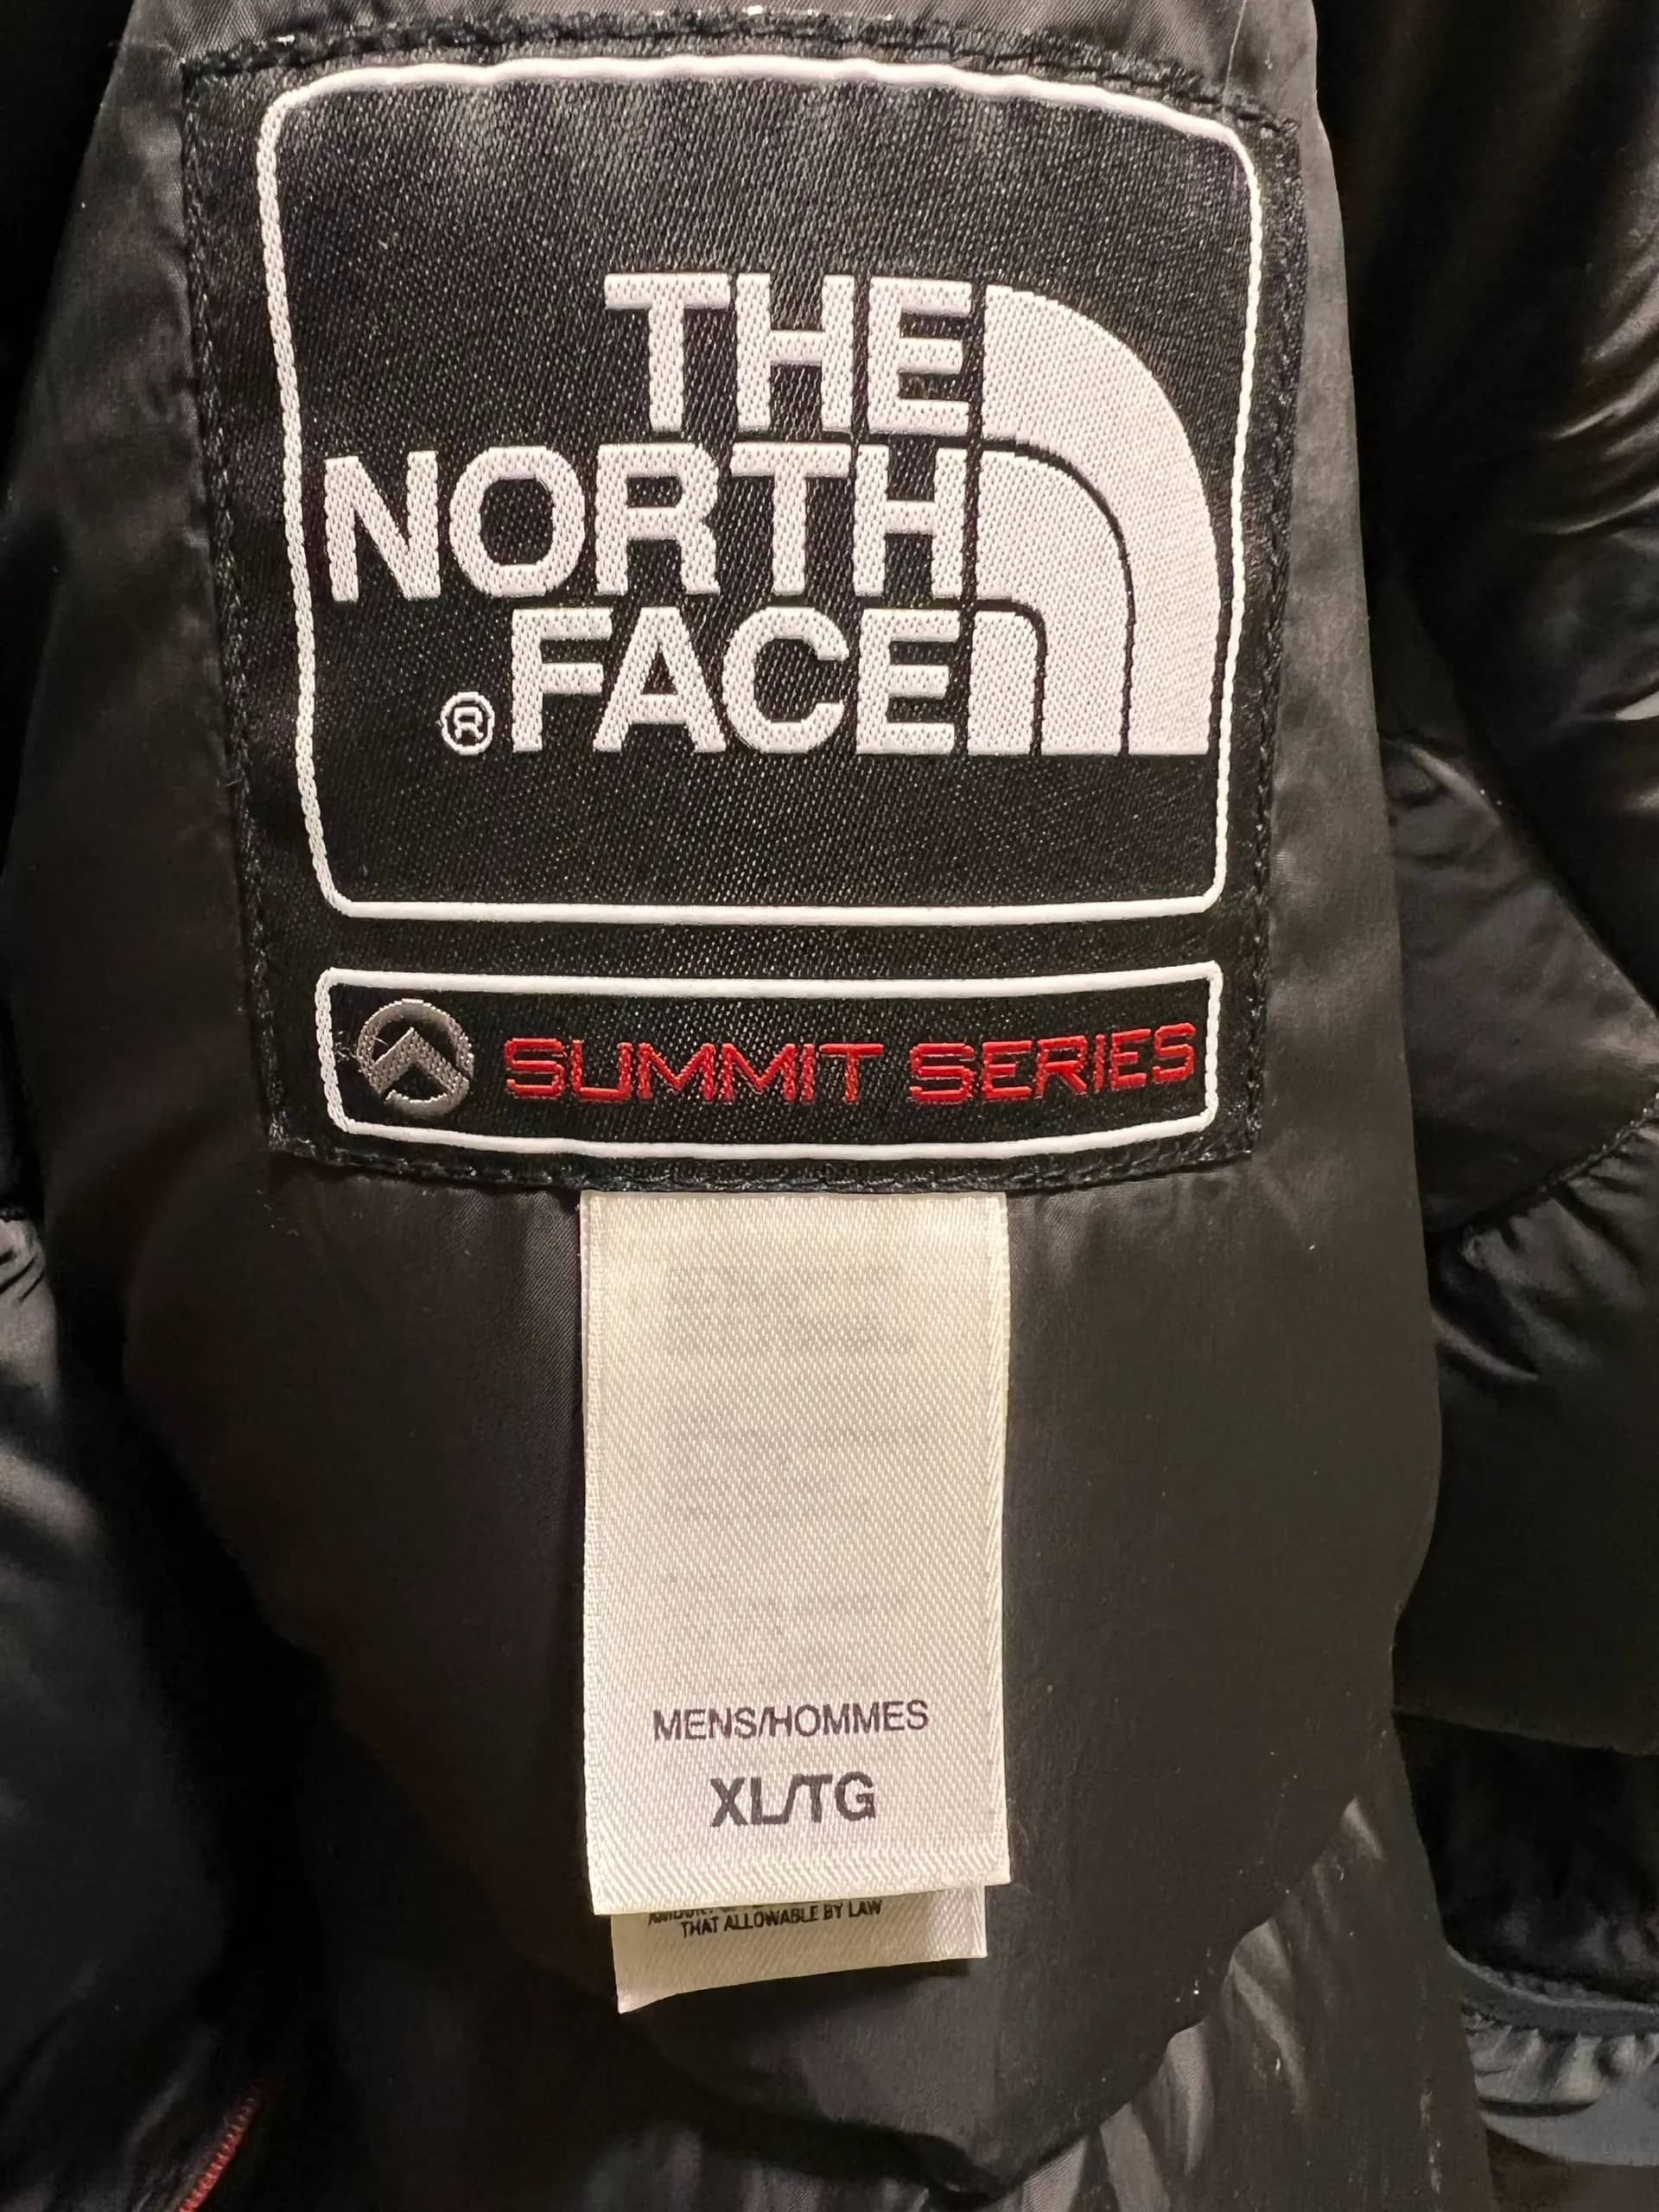 THE
NORTH
FACE
®
SUMMIT SERIES
MENS/HOMMES
XL/TG
THAT ALLOWABLE BY LAW